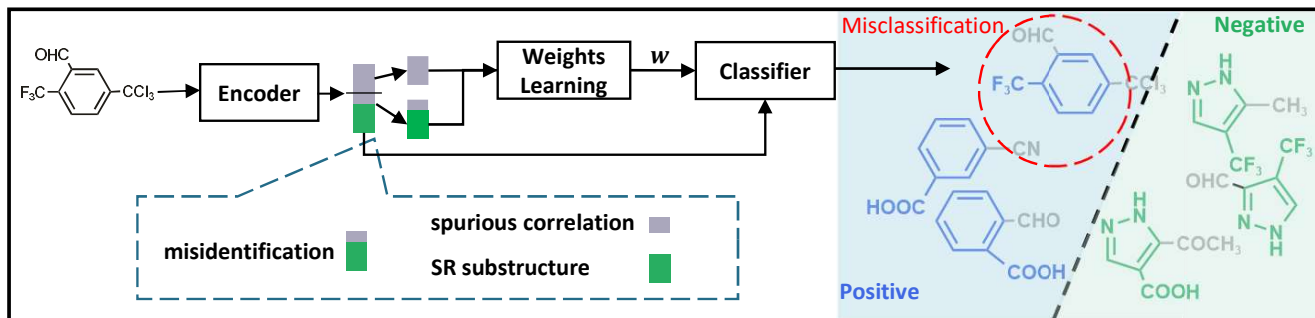 OHC
F3C
CCl3
Encoder
Weights
Learning
w
Classifier
misidentification
spurious correlation
SR substructure
Misclassification
Negative
OHC
F3C
CCl3
CN
HOOC
CHO
COOH
Positive
H
N
N
CH3
CF3
CF3
OHC
N
N
H
H
N
N
COCH3
COOH